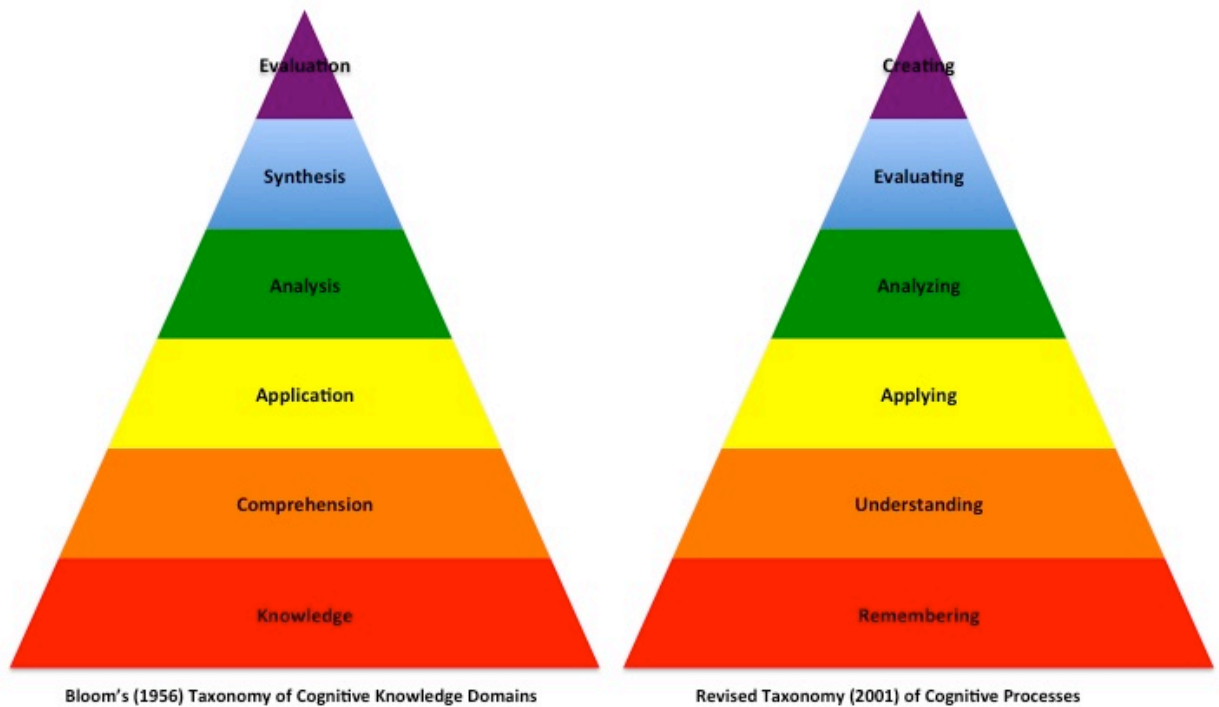 Evaluation
Synthesis
Analysis
Application
Comprehension
Knowledge
Bloom's (1956) Taxonomy of Cognitive Knowledge Domains
Creating
Evaluating
Analyzing
Applying
Understanding
Remembering
Revised Taxonomy (2001) of Cognitive Processes